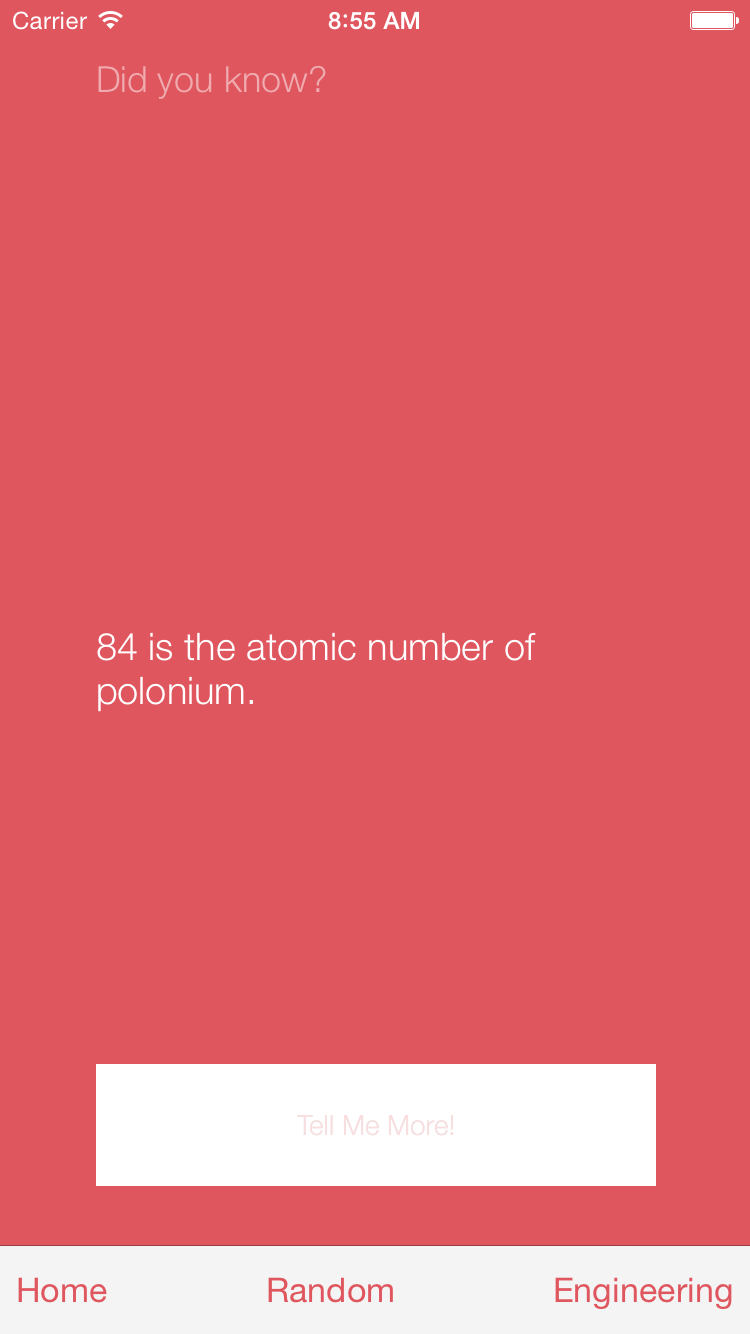 Carrier 8:55 AM
Did you know?
84 is the atomic number of
polonium.
Tell Me More!
Home Random Engineering